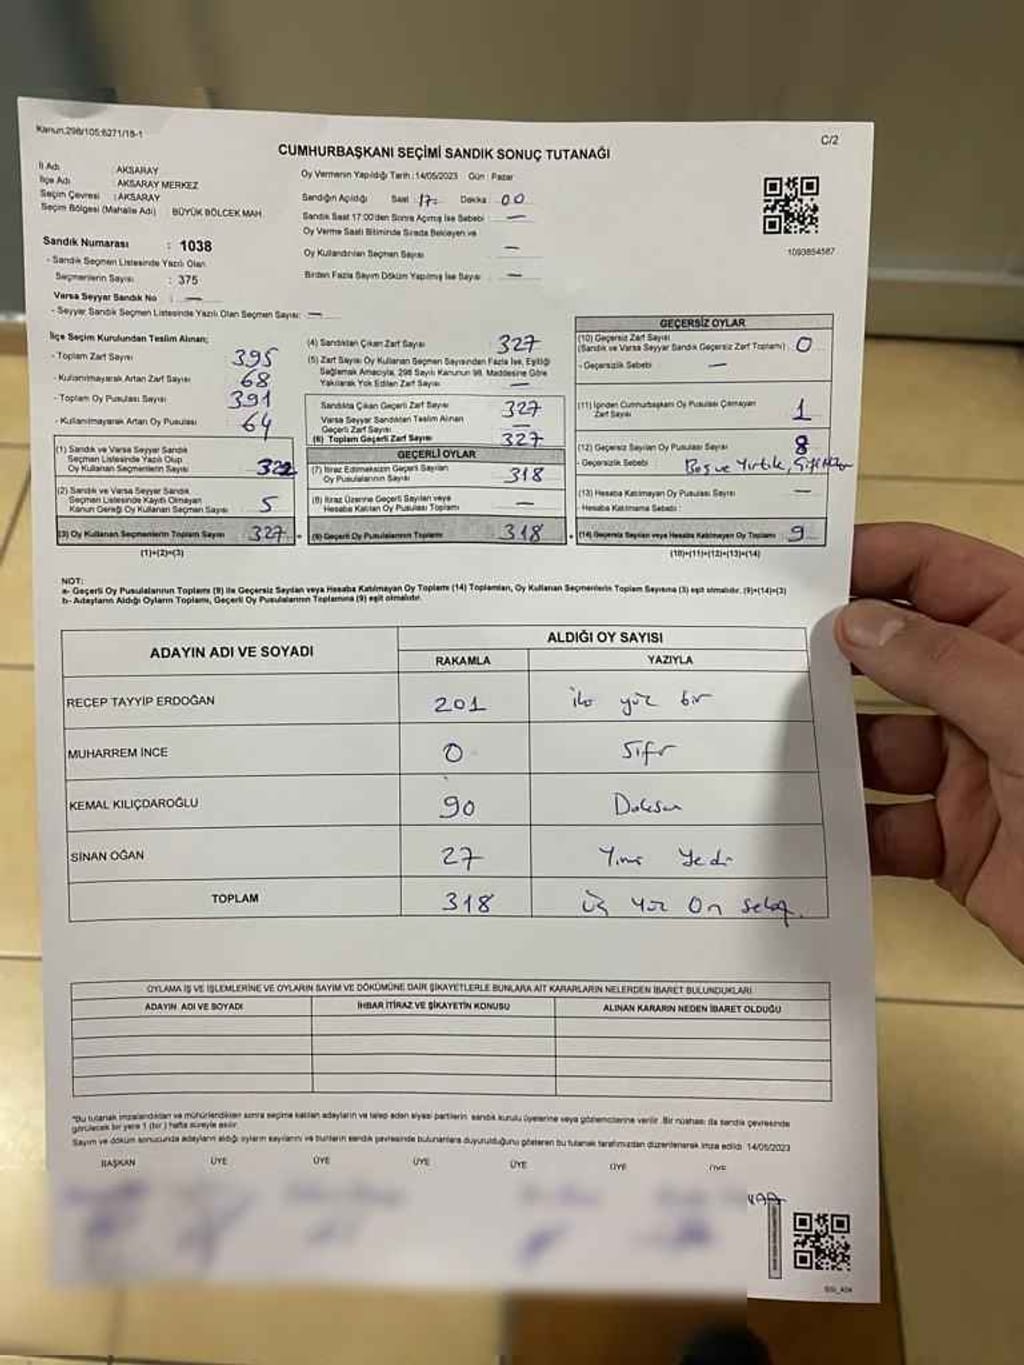 Kanun:298/105;6271/18-1
C/2
CUMHURBAŞKANI SEÇİMİ SANDIK SONUÇ TUTANAĞI
İl Adı : AKSARAY
İlçe Adı : AKSARAY MERKEZ
Seçim Çevresi : AKSARAY
Seçim Bölgesi (Mahalle Adı) BÜYÜK BÖLCEK MAH.
Oy Vermenin Yapıldığı Tarih :14/05/2023 Gün : Pazar
Sandığın Açıldığı Saat : 17: Dakika : 00
Sandık Saat 17:00'den Sonra Açılmış İse Sebebi : —
Oy Verme Saati Bitiminde Sırada Bekleyen ve
Oy Kullandırılan Seçmen Sayısı —
Birden Fazla Sayım Döküm Yapılmış İse Sayısı : —
1093894587
Sandık Numarası : 1038
- Sandık Seçmen Listesinde Yazılı Olan
Seçmenlerin Sayısı : 375
Varsa Seyyar Sandık No : —
- Seyyar Sandık Seçmen Listesinde Yazılı Olan Seçmen Sayısı: —
İlçe Seçim Kurulundan Teslim Alınan;
- Toplam Zarf Sayısı 395
- Kullanılmayarak Artan Zarf Sayısı 68
- Toplam Oy Pusulası Sayısı 391
- Kullanılmayarak Artan Oy Pusulası 64
(1) Sandık ve Varsa Seyyar Sandık
Seçmen Listesinde Yazılı Olup
Oy Kullanan Seçmenlerin Sayısı 322
(2) Sandık ve Varsa Seyyar Sandık
Seçmen Listesinde Kayıtlı Olmayan
Kanun Gereği Oy Kullanan Seçmen Sayısı 5
(3) Oy Kullanan Seçmenlerin Toplam Sayısı 327
(1)+(2)=(3)
(4) Sandıktan Çıkan Zarf Sayısı 327
(5) Zarf Sayısı Oy Kullanan Seçmen Sayısından Fazla İse, Eşitliği
Sağlamak Amacıyla, 298 Sayılı Kanunun 98. Maddesine Göre
Yakılarak Yok Edilen Zarf Sayısı —
Sandıkta Çıkan Geçerli Zarf Sayısı 327
Varsa Seyyar Sandıktan Teslim Alınan
Geçerli Zarf Sayısı —
(6) Toplam Geçerli Zarf Sayısı 327
GEÇERLİ OYLAR
(7) İtiraz Edilmeksizin Geçerli Sayılan
Oy Pusulalarının Sayısı 318
(8) İtiraz Üzerine Geçerli Sayılan veya
Hesaba Katılan Oy Pusulası Toplamı —
(9) Geçerli Oy Pusulalarının Toplamı 318
GEÇERSİZ OYLAR
(10) Geçersiz Zarf Sayısı
(Sandık ve Varsa Seyyar Sandık Geçersiz Zarf Toplamı) 0
- Geçersizlik Sebebi : —
(11) İçinden Cumhurbaşkanı Oy Pusulası Çıkmayan
Zarf Sayısı 1
(12) Geçersiz Sayılan Oy Pusulası Sayısı 8
- Geçersizlik Sebebi Boş ve Yırtık,
(13) Hesaba Katılmayan Oy Pusulası Sayısı —
- Hesaba Katılmama Sebebi :
(14) Geçersiz Sayılan veya Hesaba Katılmayan Oy Toplamı 9
(10)+(11)+(12)+(13)=(14)
NOT:
a- Geçerli Oy Pusulalarının Toplamı (9) ile Geçersiz Sayılan veya Hesaba Katılmayan Oy Toplamı (14) Toplamları, Oy Kullanan Seçmenlerin Toplam Sayısına (3) eşit olmalıdır. (9)+(14)=(3)
b- Adayların Aldığı Oyların Toplamı, Geçerli Oy Pusulalarının Toplamına (9) eşit olmalıdır.
ADAYIN ADI VE SOYADI
ALDIĞI OY SAYISI
RAKAMLA YAZIYLA
RECEP TAYYİP ERDOĞAN 201 iki yüz bir
MUHARREM İNCE 0 Sıfır
KEMAL KILIÇDAROĞLU 90 Doksan
SİNAN OĞAN 27 Yirmi Yedi
TOPLAM 318 üç yüz On sekiz
OYLAMA İŞ VE İŞLEMLERİNE VE OYLARIN SAYIM VE DÖKÜMÜNE DAİR ŞİKAYETLERLE BUNLARA AİT KARARLARIN NELERDEN İBARET BULUNDUKLARI
ADAYIN ADI VE SOYADI İHBAR İTİRAZ VE ŞİKAYETİN KONUSU ALINAN KARARIN NEDEN İBARET OLDUĞU
"Bu tutanak imzalandıktan ve mühürlendikten sonra seçime katılan adayların ve talep eden siyasi partilerin sandık kurulu üyelerine veya gözlemcilerine verilir. Bir nüshası da sandık çevresinde
görülecek bir yere 1 (bir) hafta süreyle asılır.
Sayım ve döküm sonucunda adayların aldığı oyların sayılarını ve bunların sandık çevresinde bulunanlara duyurulduğunu gösteren bu tutanak tarafımızdan düzenlenerek imza edildi. 14/05/2023
BAŞKAN ÜYE ÜYE ÜYE ÜYE ÜYE ÜYE